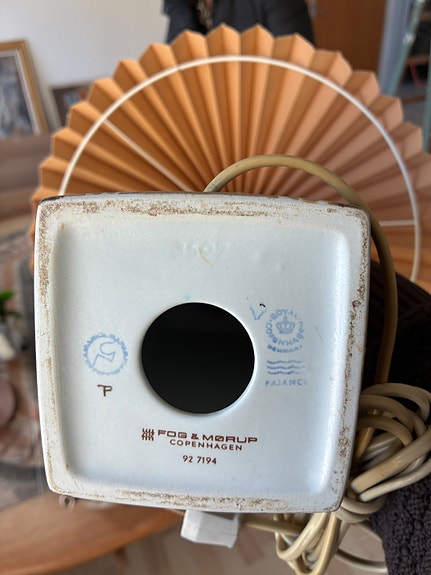 ROYAL
COPENHAGEN
DENMARK
FAJANCE
FOG & MØRUP
COPENHAGEN
92 7194